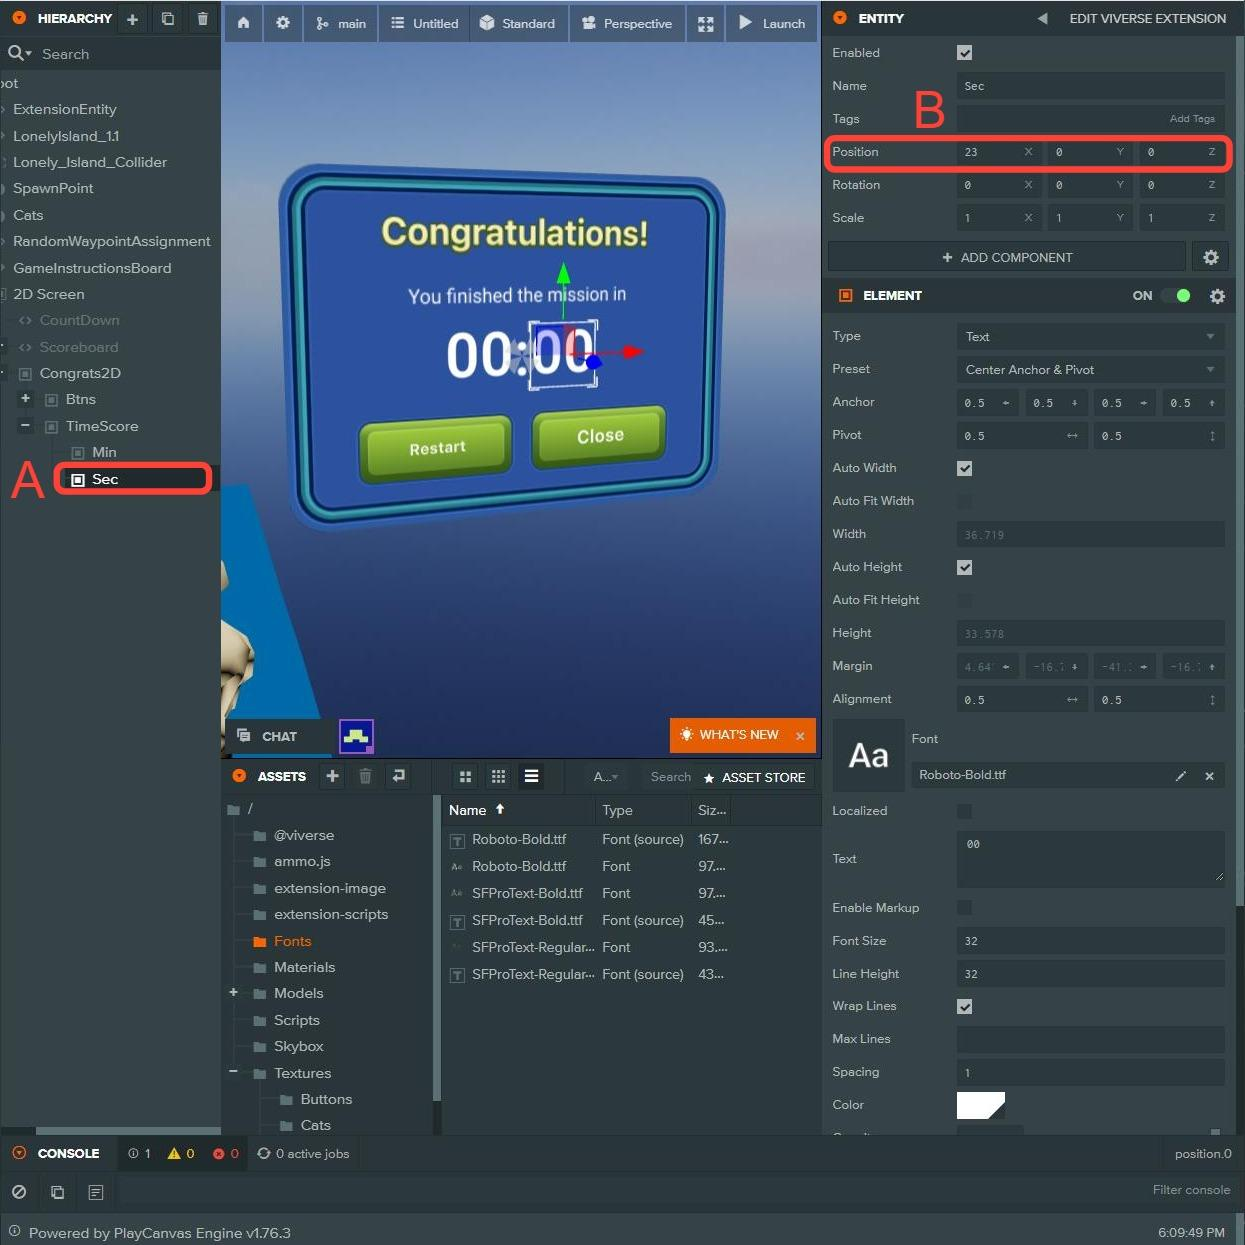 HIERARCHY
Search
oot
ExtensionEntity
LonelyIsland_1.1
Lonely_Island_Collider
SpawnPoint
Cats
RandomWaypointAssignment
GameInstructionsBoard
2D Screen
CountDown
Scoreboard
Congrats2D
Btns
TimeScore
Min
A
Sec
main
Untitled
Standard
Perspective
Launch
Congratulations!
You finished the mission in
00:00
Restart
Close
CHAT
WHAT'S NEW
ASSETS
A...
Search
ASSET STORE
/
@viverse
ammo.js
extension-image
extension-scripts
Fonts
Materials
Models
Scripts
Skybox
Textures
Buttons
Cats
Name Type Siz...
Roboto-Bold.ttf Font (source) 167...
Roboto-Bold.ttf Font 97....
SFProText-Bold.ttf Font 97....
SFProText-Bold.ttf Font (source) 45...
SFProText-Regular... Font 93....
SFProText-Regular... Font (source) 43...
ENTITY
EDIT VIVERSE EXTENSION
Enabled
Name Sec
B
Tags Add Tags
Position 23 X 0 Y 0 Z
Rotation 0 X 0 Y 0 Z
Scale 1 X 1 Y 1 Z
ADD COMPONENT
ELEMENT ON
Type Text
Preset Center Anchor & Pivot
Anchor 0.5 0.5 0.5 0.5
Pivot 0.5 0.5
Auto Width
Auto Fit Width
Width 36.719
Auto Height
Auto Fit Height
Height 33.578
Margin 4.64 -16. -41. -16.
Alignment 0.5 0.5
Aa
Font
Roboto-Bold.ttf
Localized
Text 00
Enable Markup
Font Size 32
Line Height 32
Wrap Lines
Max Lines
Spacing 1
Color
CONSOLE 1 0 0 0 active jobs
position.0
Filter console
Powered by PlayCanvas Engine v1.76.3
6:09:49 PM